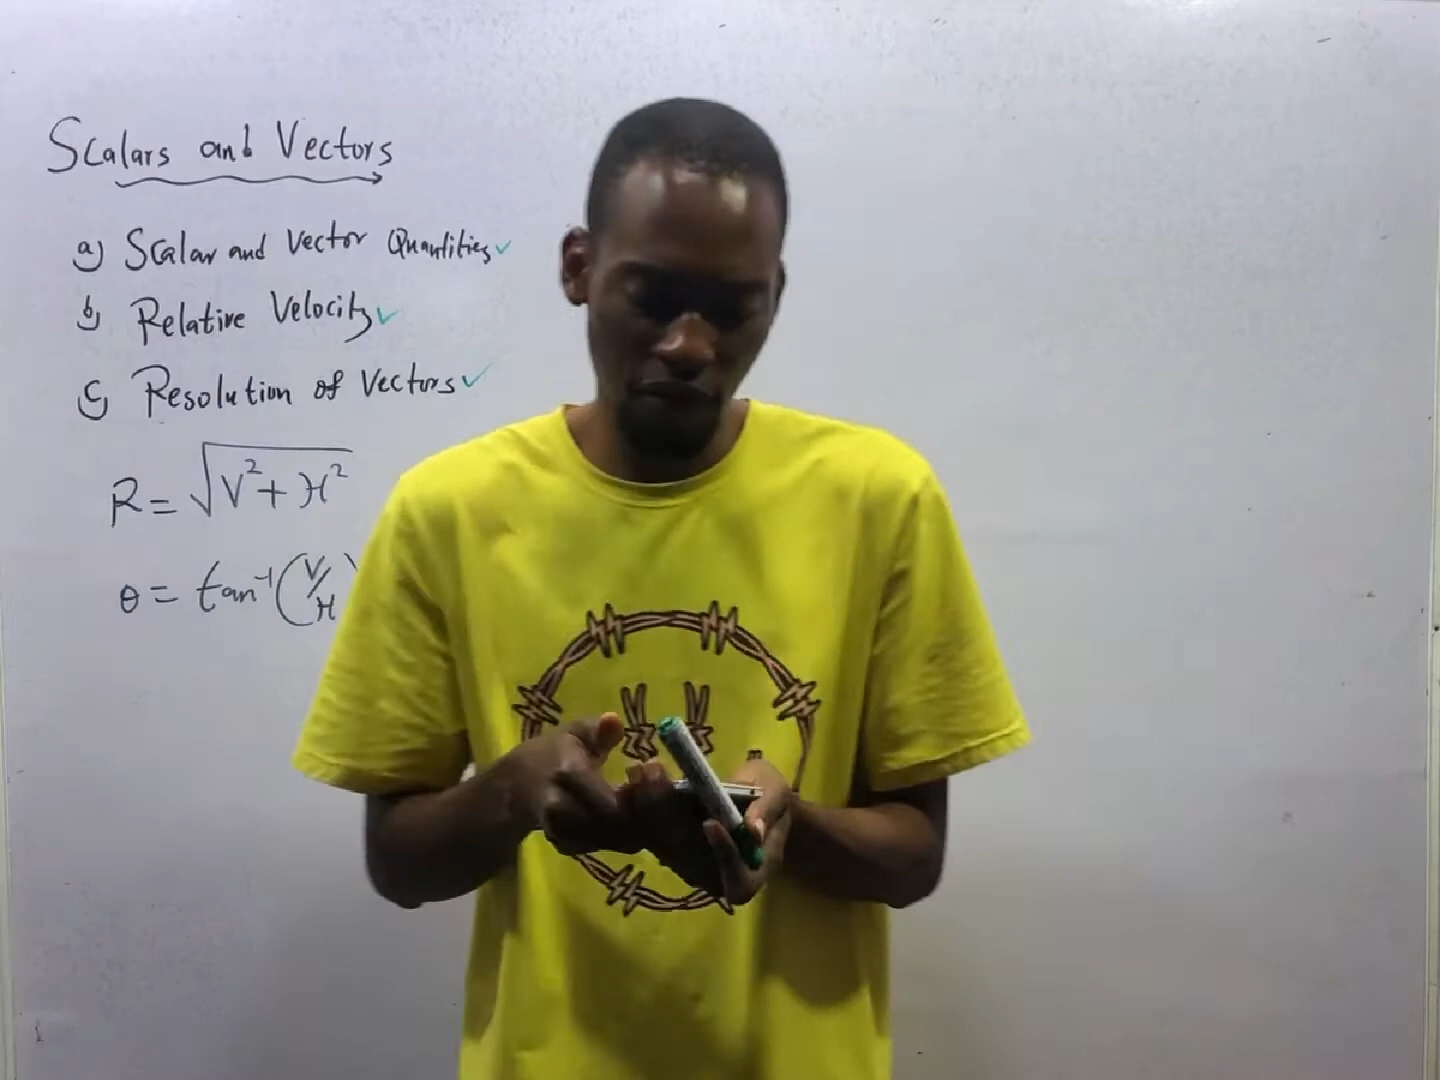 Scalars and Vectors
a) Scalar and Vector Quantities ✓
b) Relative Velocity ✓
c) Resolution of Vectors ✓
R = √V² + H²
θ = tan⁻¹(V/H)